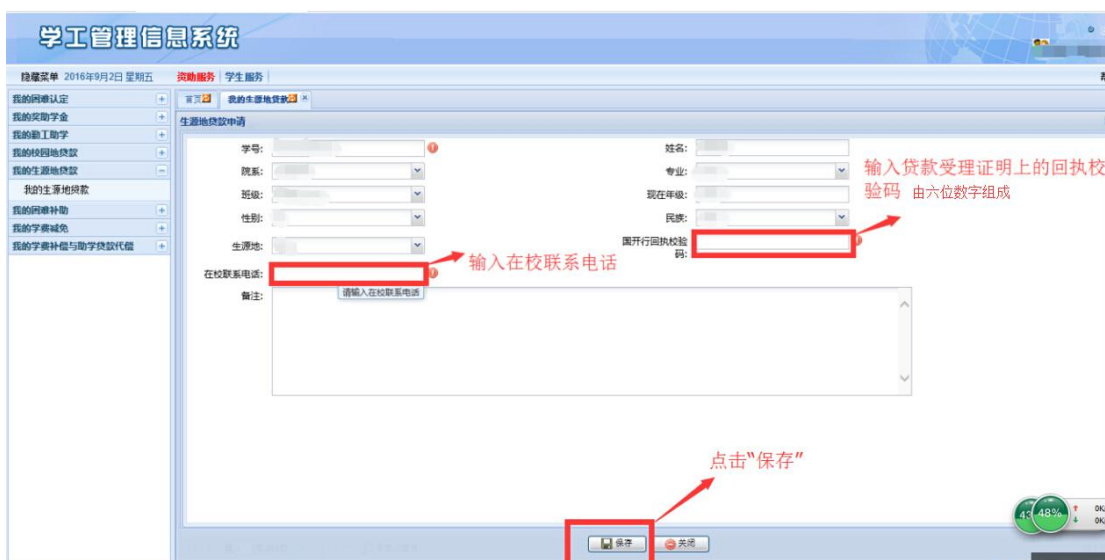 学工管理信息系统
隐藏菜单 2016年9月2日 星期五 资助服务 学生服务
我的困难认定
我的奖助学金
我的勤工助学
我的校园地贷款
我的生源地贷款
我的生源地贷款
我的困难补助
我的学费减免
我的学费补偿与助学贷款代偿
首页 我的生源地贷款
生源地贷款申请
学号: 姓名:
院系: 专业:
班级: 现在年级:
性别: 民族:
生源地: 国开行回执校验
码:
在校联系电话:
请输入在校联系电话
备注:
输入贷款受理证明上的回执校
验码 由六位数字组成
输入在校联系电话
点击“保存”
保存 关闭
48%